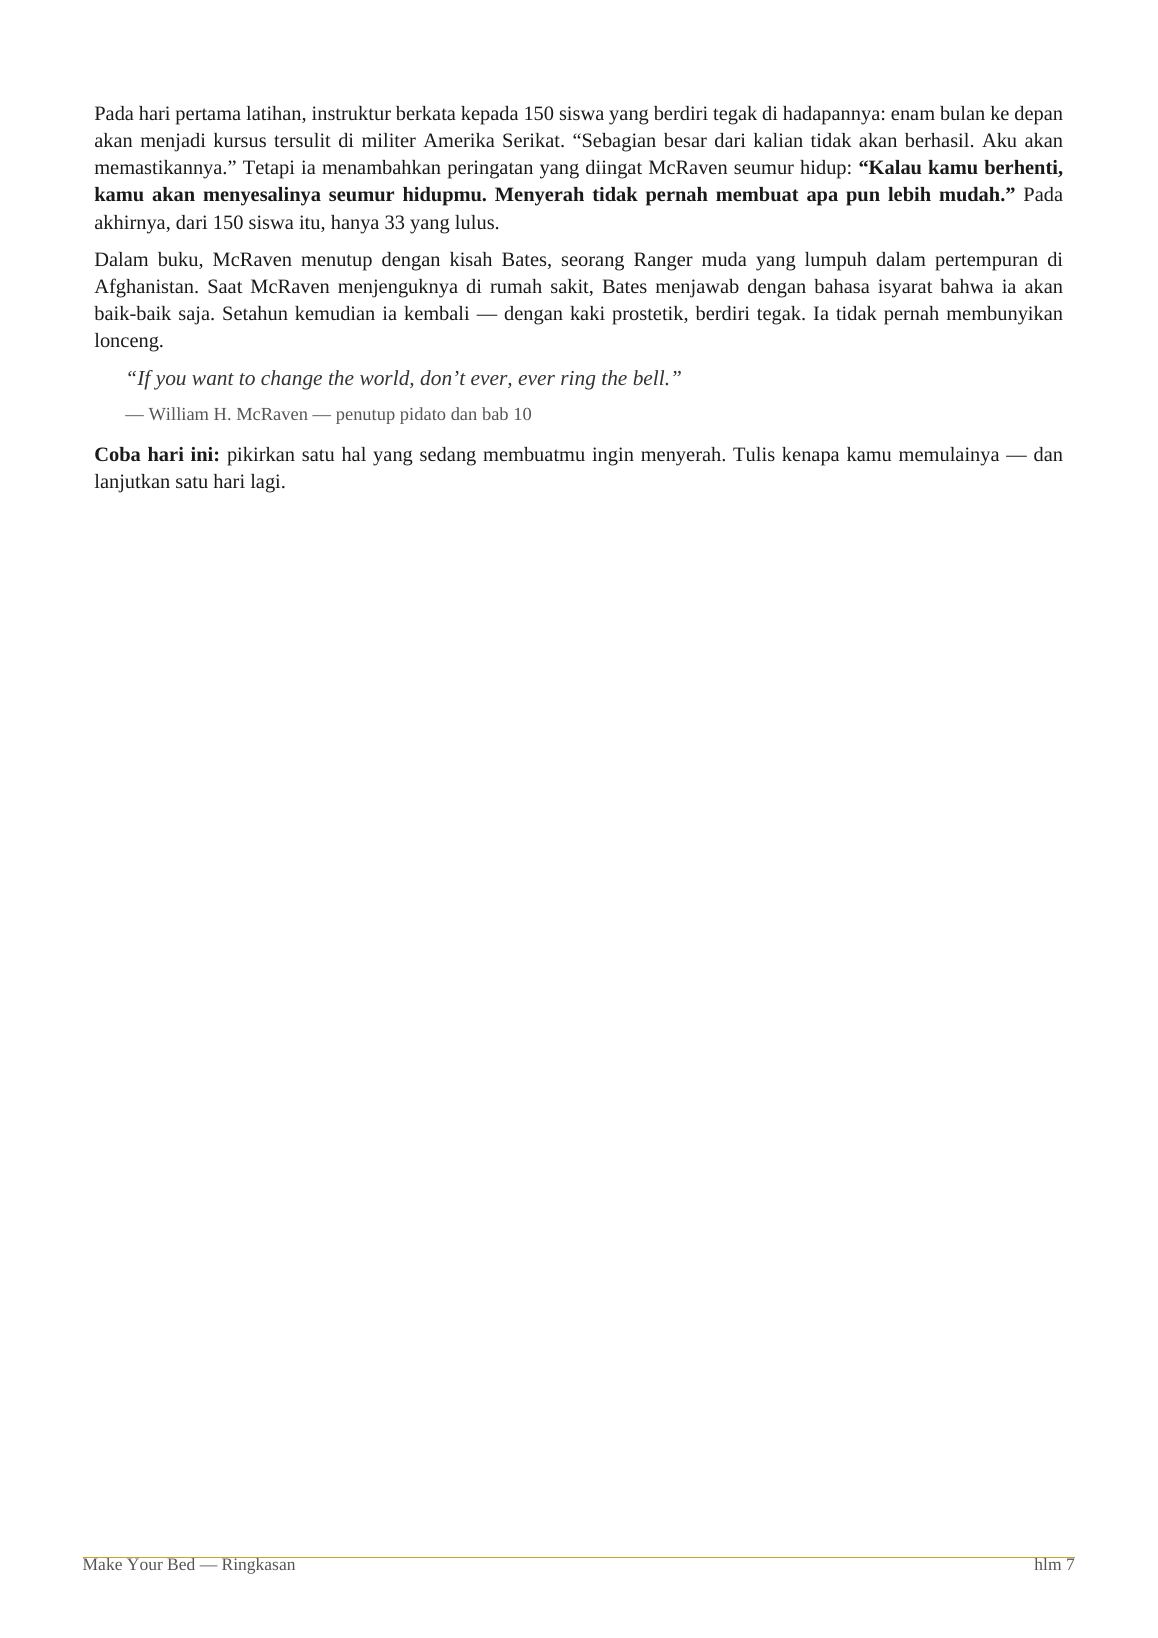 Pada hari pertama latihan, instruktur berkata kepada 150 siswa yang berdiri tegak di hadapannya: enam bulan ke depan
akan menjadi kursus tersulit di militer Amerika Serikat. “Sebagian besar dari kalian tidak akan berhasil. Aku akan
memastikannya.” Tetapi ia menambahkan peringatan yang diingat McRaven seumur hidup: “Kalau kamu berhenti,
kamu akan menyesalinya seumur hidupmu. Menyerah tidak pernah membuat apa pun lebih mudah.” Pada
akhirnya, dari 150 siswa itu, hanya 33 yang lulus.
Dalam buku, McRaven menutup dengan kisah Bates, seorang Ranger muda yang lumpuh dalam pertempuran di
Afghanistan. Saat McRaven menjenguknya di rumah sakit, Bates menjawab dengan bahasa isyarat bahwa ia akan
baik-baik saja. Setahun kemudian ia kembali — dengan kaki prostetik, berdiri tegak. Ia tidak pernah membunyikan
lonceng.
“If you want to change the world, don’t ever, ever ring the bell.”
— William H. McRaven — penutup pidato dan bab 10
Coba hari ini: pikirkan satu hal yang sedang membuatmu ingin menyerah. Tulis kenapa kamu memulainya — dan
lanjutkan satu hari lagi.
Make Your Bed — Ringkasan hlm 7